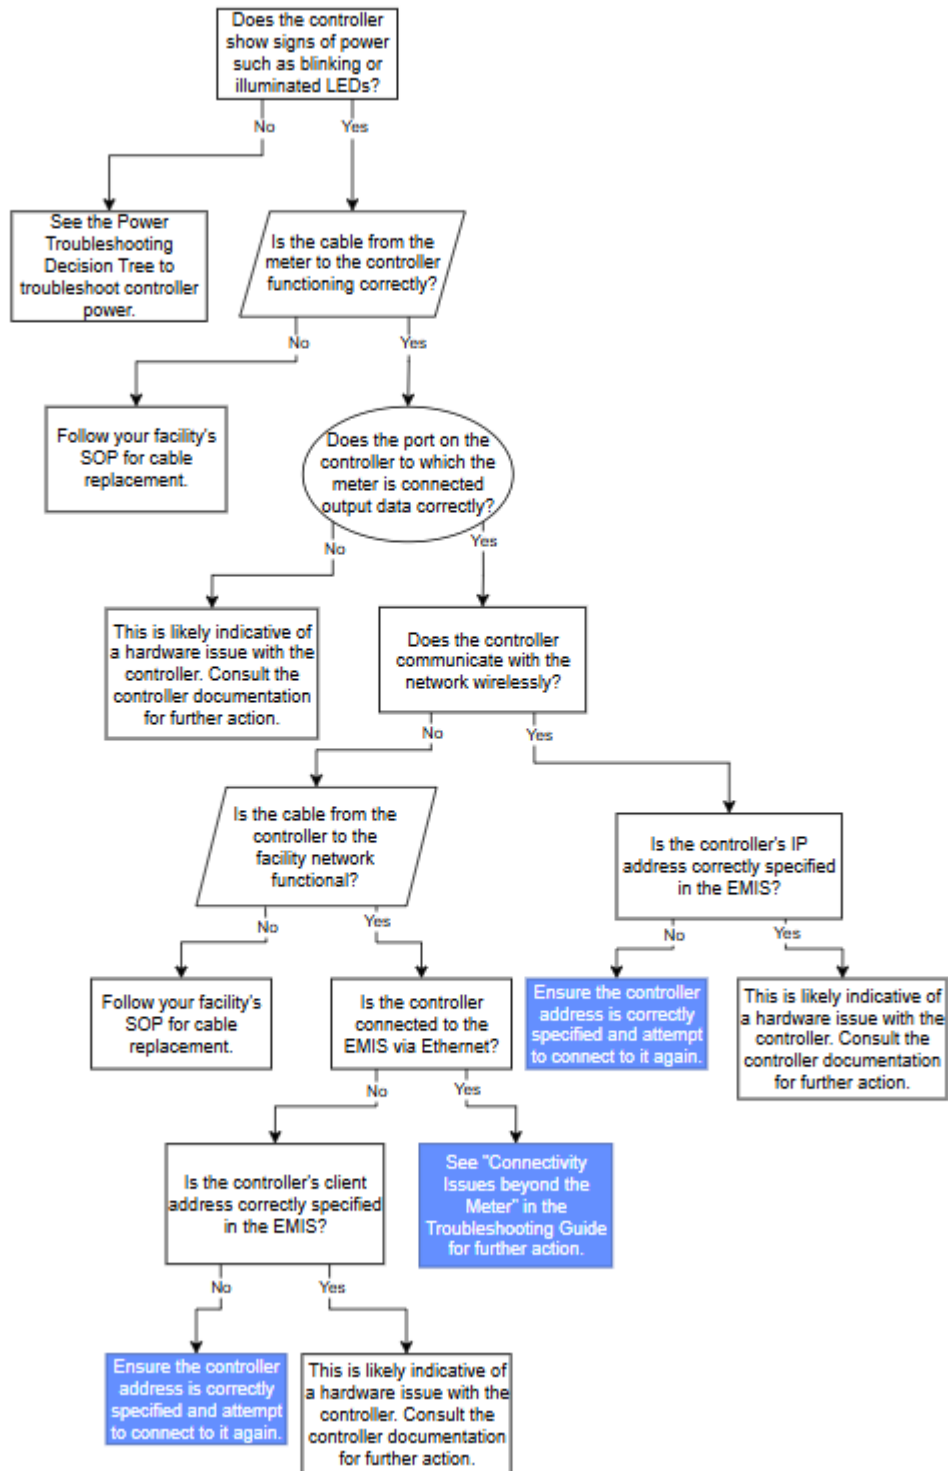 Does the controller
show signs of power
such as blinking or
illuminated LEDs?
No
Yes
See the Power
Troubleshooting
Decision Tree to
troubleshoot controller
power.
Is the cable from the
meter to the controller
functioning correctly?
No
Yes
Follow your facility's
SOP for cable
replacement.
Does the port on the
controller to which the
meter is connected
output data correctly?
No
Yes
This is likely indicative of
a hardware issue with the
controller. Consult the
controller documentation
for further action.
Does the controller
communicate with the
network wirelessly?
No
Yes
Is the cable from the
controller to the
facility network
functional?
Is the controller's IP
address correctly specified
in the EMIS?
No
Yes
No
Yes
Follow your facility's
SOP for cable
replacement.
Is the controller
connected to the
EMIS via Ethernet?
Ensure the controller
address is correctly
specified and attempt
to connect to it again.
This is likely indicative of
a hardware issue with the
controller. Consult the
controller documentation
for further action.
No
Yes
Is the controller's client
address correctly specified
in the EMIS?
See "Connectivity
Issues beyond the
Meter" in the
Troubleshooting Guide
for further action.
No
Yes
Ensure the controller
address is correctly
specified and attempt
to connect to it again.
This is likely indicative of
a hardware issue with the
controller. Consult the
controller documentation
for further action.